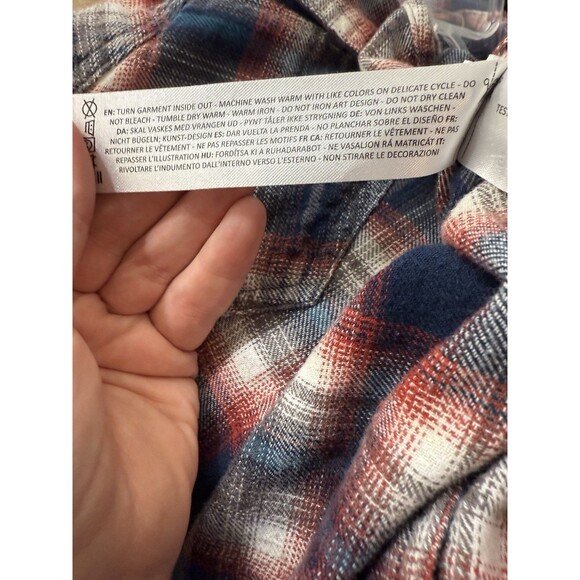 EN: TURN GARMENT INSIDE OUT - MACHINE WASH WARM WITH LIKE COLORS ON DELICATE CYCLE - DO
NOT BLEACH - TUMBLE DRY WARM - WARM IRON - DO NOT IRON ART DESIGN - DO NOT DRY CLEAN
DA: SKAL VASKES MED VRANGEN UD - PYNT TÅLER IKKE STRYGNING DE: VON LINKS WASCHEN -
NICHT BÜGELN; KUNST-DESIGN ES: DAR VUELTA LA PRENDA - NO PLANCHAR SOBRE EL DISEÑO FR:
RETOURNER LE VÊTEMENT - NE PAS REPASSER LES MOTIFS FR CA: RETOURNER LE VÊTEMENT - NE PAS
REPASSER L'ILLUSTRATION HU: FORDÍTSA KI A RUHADARABOT - NE VASALJON RÁ MATRICÁT IT:
RIVOLTARE L'INDUMENTO DALL'INTERNO VERSO L'ESTERNO - NON STIRARE LE DECORAZIONI
TES